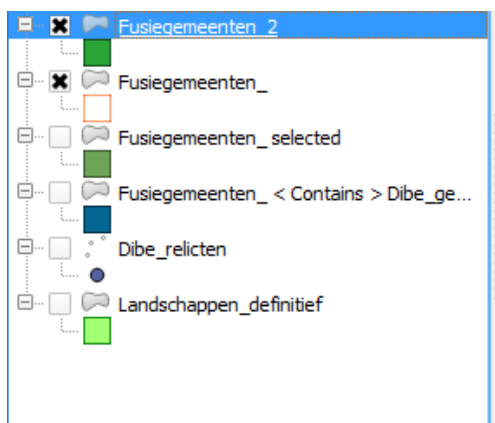 Fusiegemeenten_2
Fusiegemeenten_
Fusiegemeenten_ selected
Fusiegemeenten_ < Contains > Dibe_ge...
Dibe_relicten
Landschappen_definitief